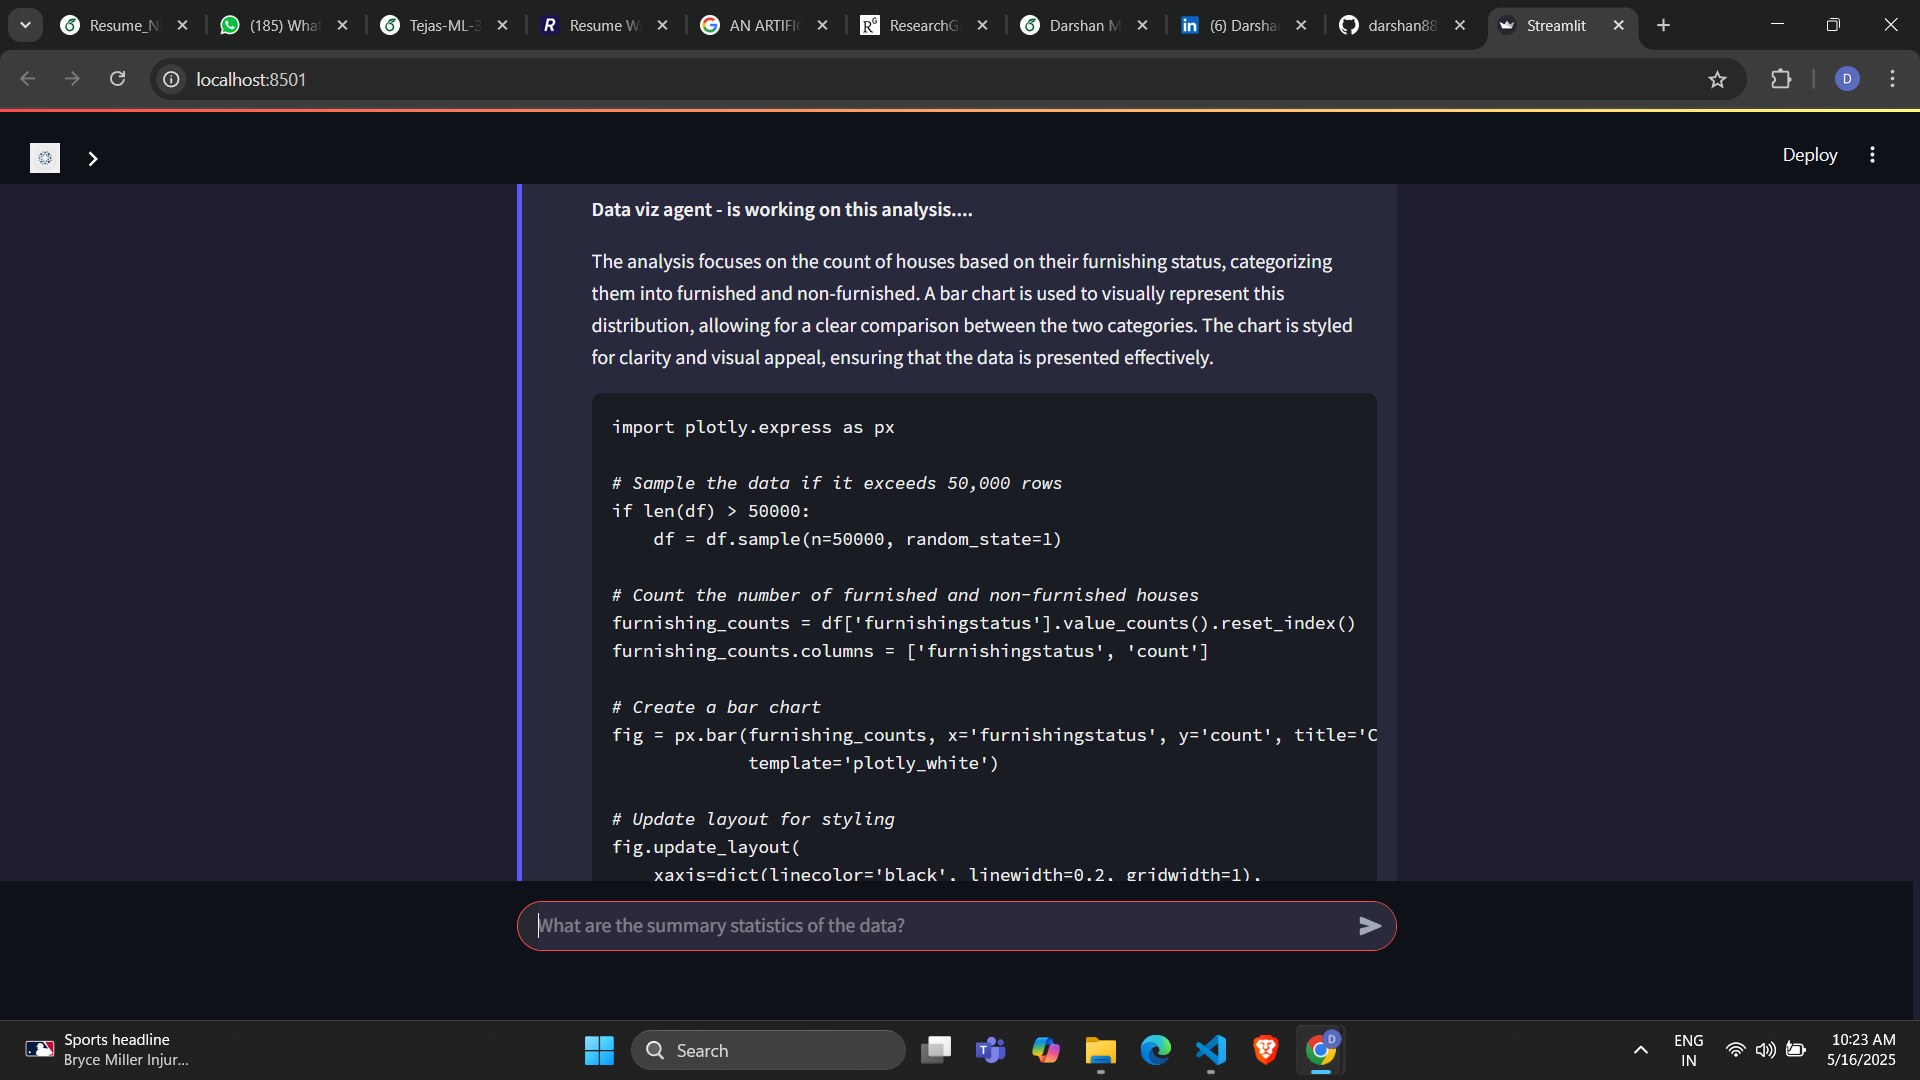 Resume_N
(185) What
Tejas-ML-3
Resume W
AN ARTIFIC
ResearchG
Darshan M
(6) Darsha
darshan88
Streamlit
localhost:8501
D
Deploy
Data viz agent - is working on this analysis....
The analysis focuses on the count of houses based on their furnishing status, categorizing
them into furnished and non-furnished. A bar chart is used to visually represent this
distribution, allowing for a clear comparison between the two categories. The chart is styled
for clarity and visual appeal, ensuring that the data is presented effectively.
import plotly.express as px
# Sample the data if it exceeds 50,000 rows
if len(df) > 50000:
    df = df.sample(n=50000, random_state=1)
# Count the number of furnished and non-furnished houses
furnishing_counts = df['furnishingstatus'].value_counts().reset_index()
furnishing_counts.columns = ['furnishingstatus', 'count']
# Create a bar chart
fig = px.bar(furnishing_counts, x='furnishingstatus', y='count', title='C
             template='plotly_white')
# Update layout for styling
fig.update_layout(
    xaxis=dict(linecolor='black', linewidth=0.2, gridwidth=1),
What are the summary statistics of the data?
Sports headline
Bryce Miller Injur...
Search
D
ENG
IN
10:23 AM
5/16/2025